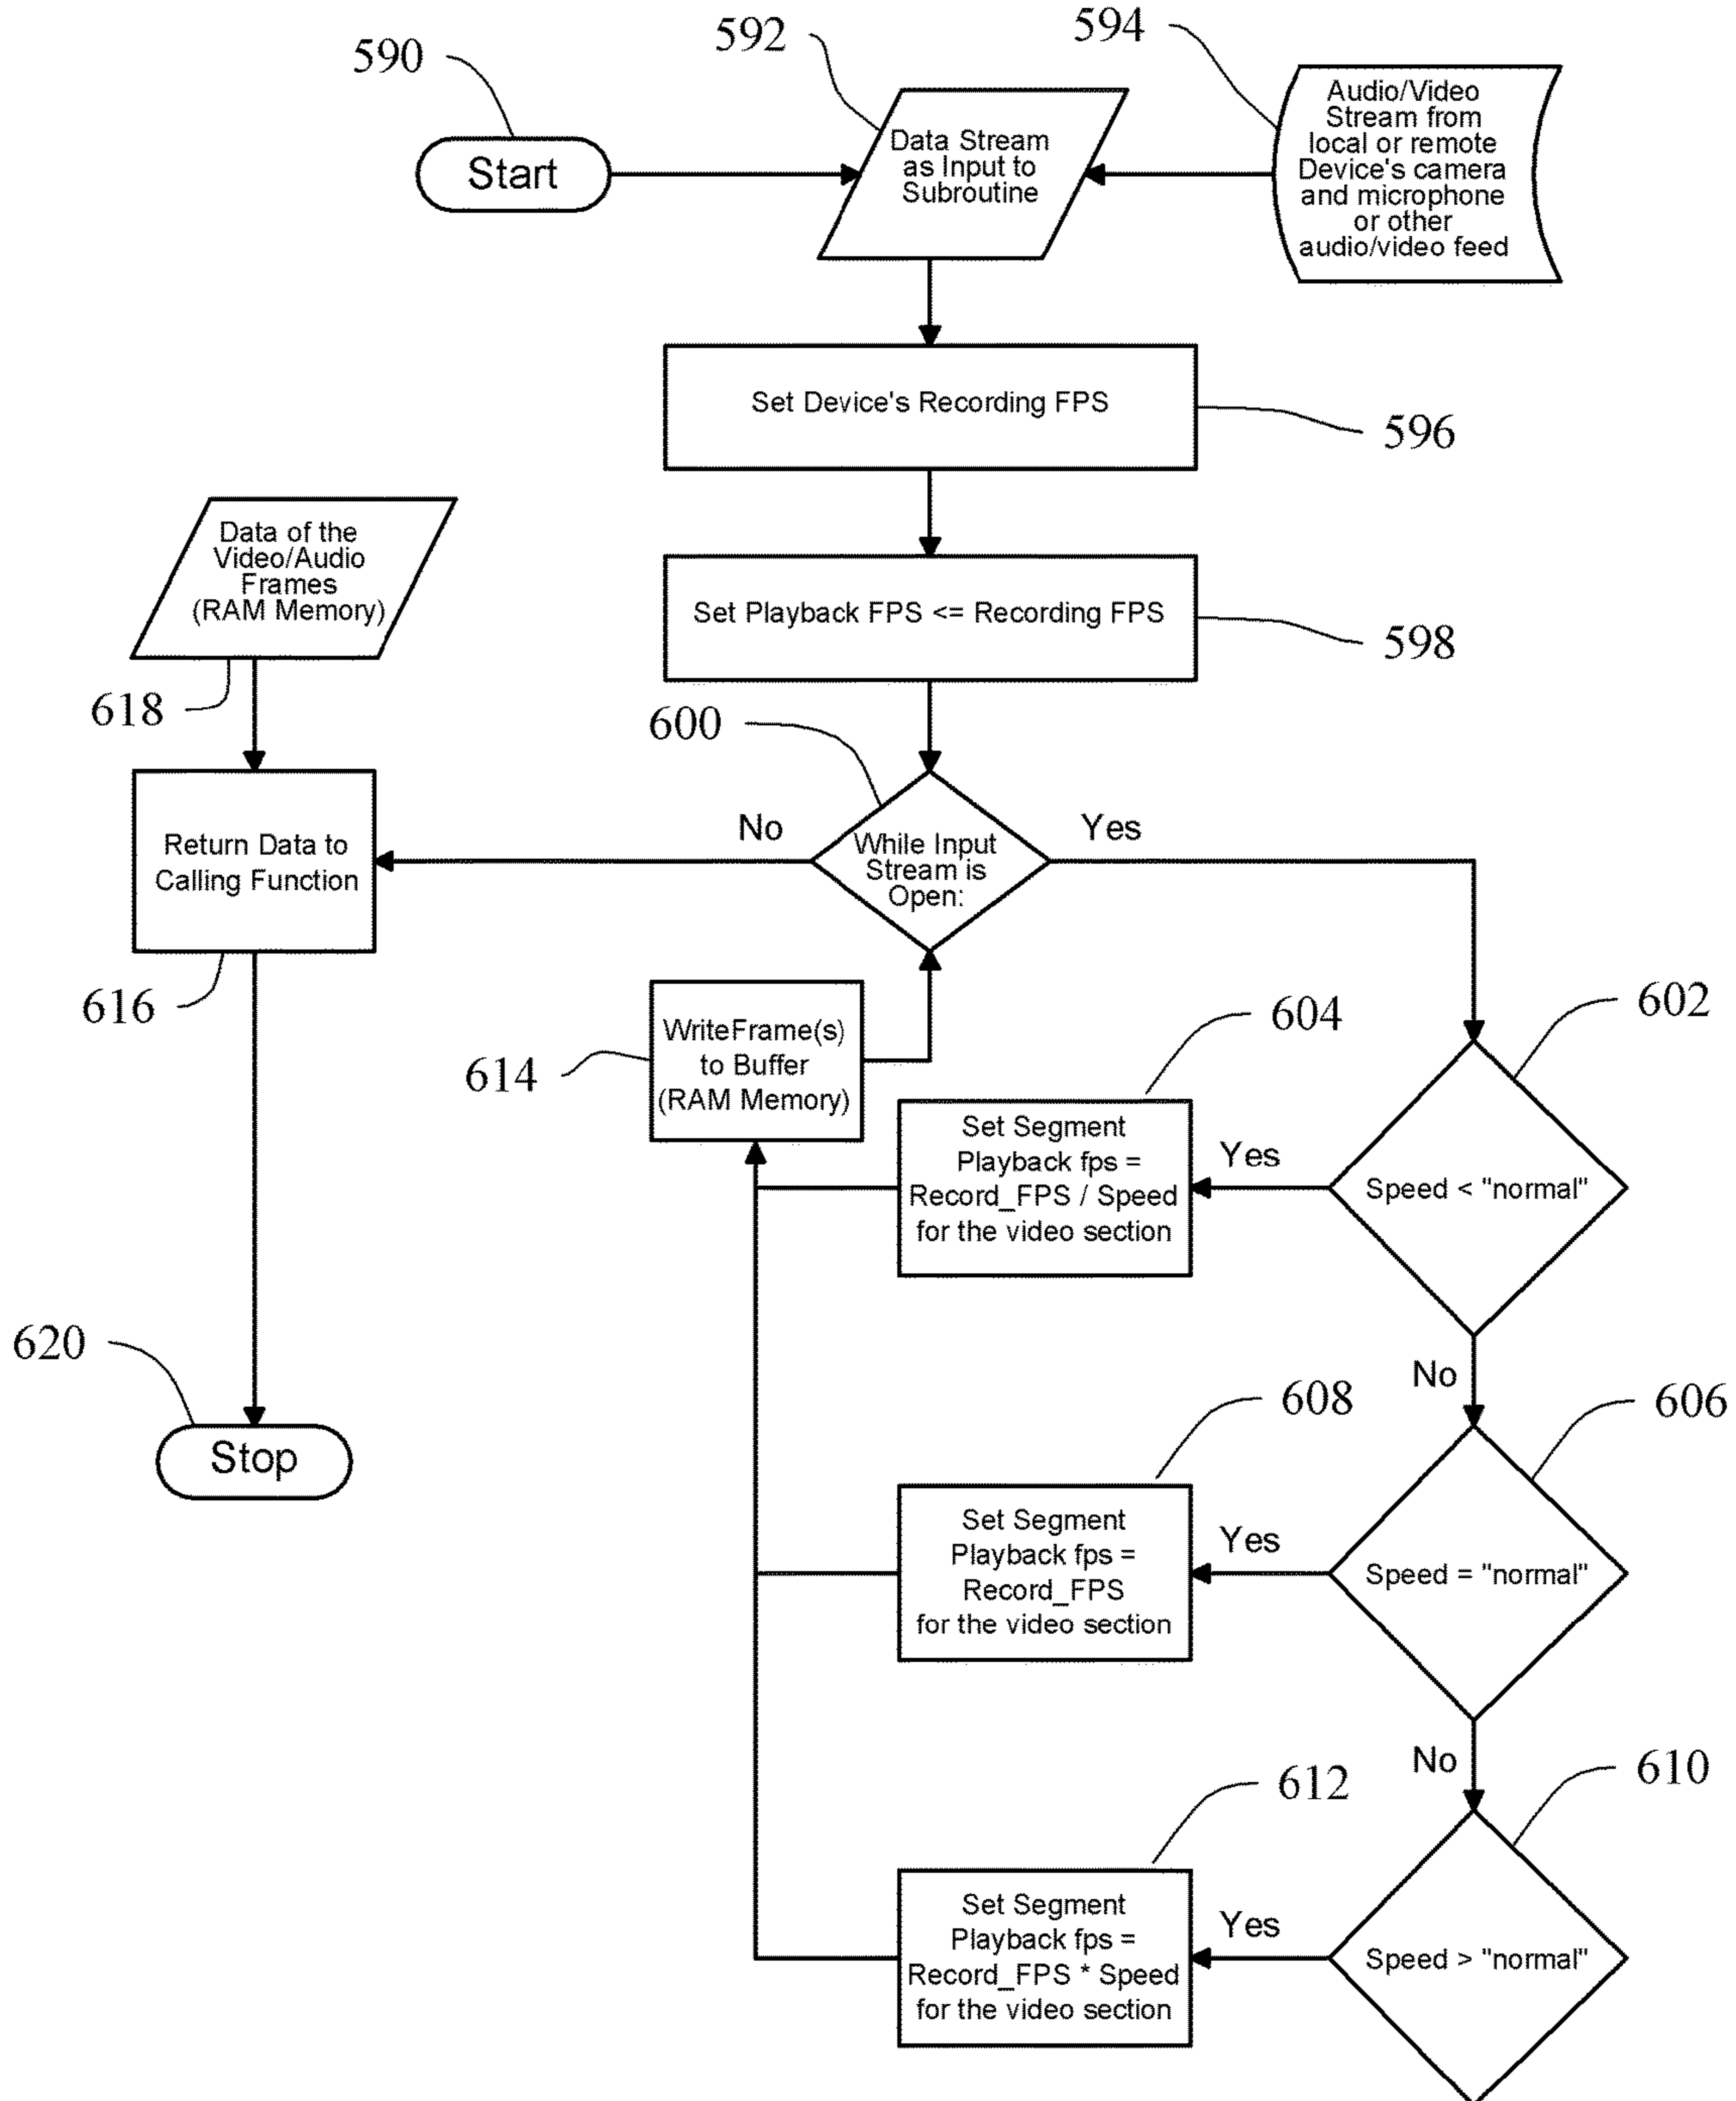 590
592
594
Start
Data Stream
as Input to
Subroutine
Audio/Video
Stream from
local or remote
Device's camera
and microphone
or other
audio/video feed
Set Device's Recording FPS
596
Set Playback FPS <= Recording FPS
598
Data of the
Video/Audio
Frames
(RAM Memory)
618
600
No
Yes
While Input
Stream is
Open:
Return Data to
Calling Function
616
WriteFrame(s)
to Buffer
(RAM Memory)
614
602
604
Speed < "normal"
Yes
Set Segment
Playback fps =
Record_FPS / Speed
for the video section
No
620
Stop
606
608
Speed = "normal"
Yes
Set Segment
Playback fps =
Record_FPS
for the video section
No
610
612
Speed > "normal"
Yes
Set Segment
Playback fps =
Record_FPS * Speed
for the video section